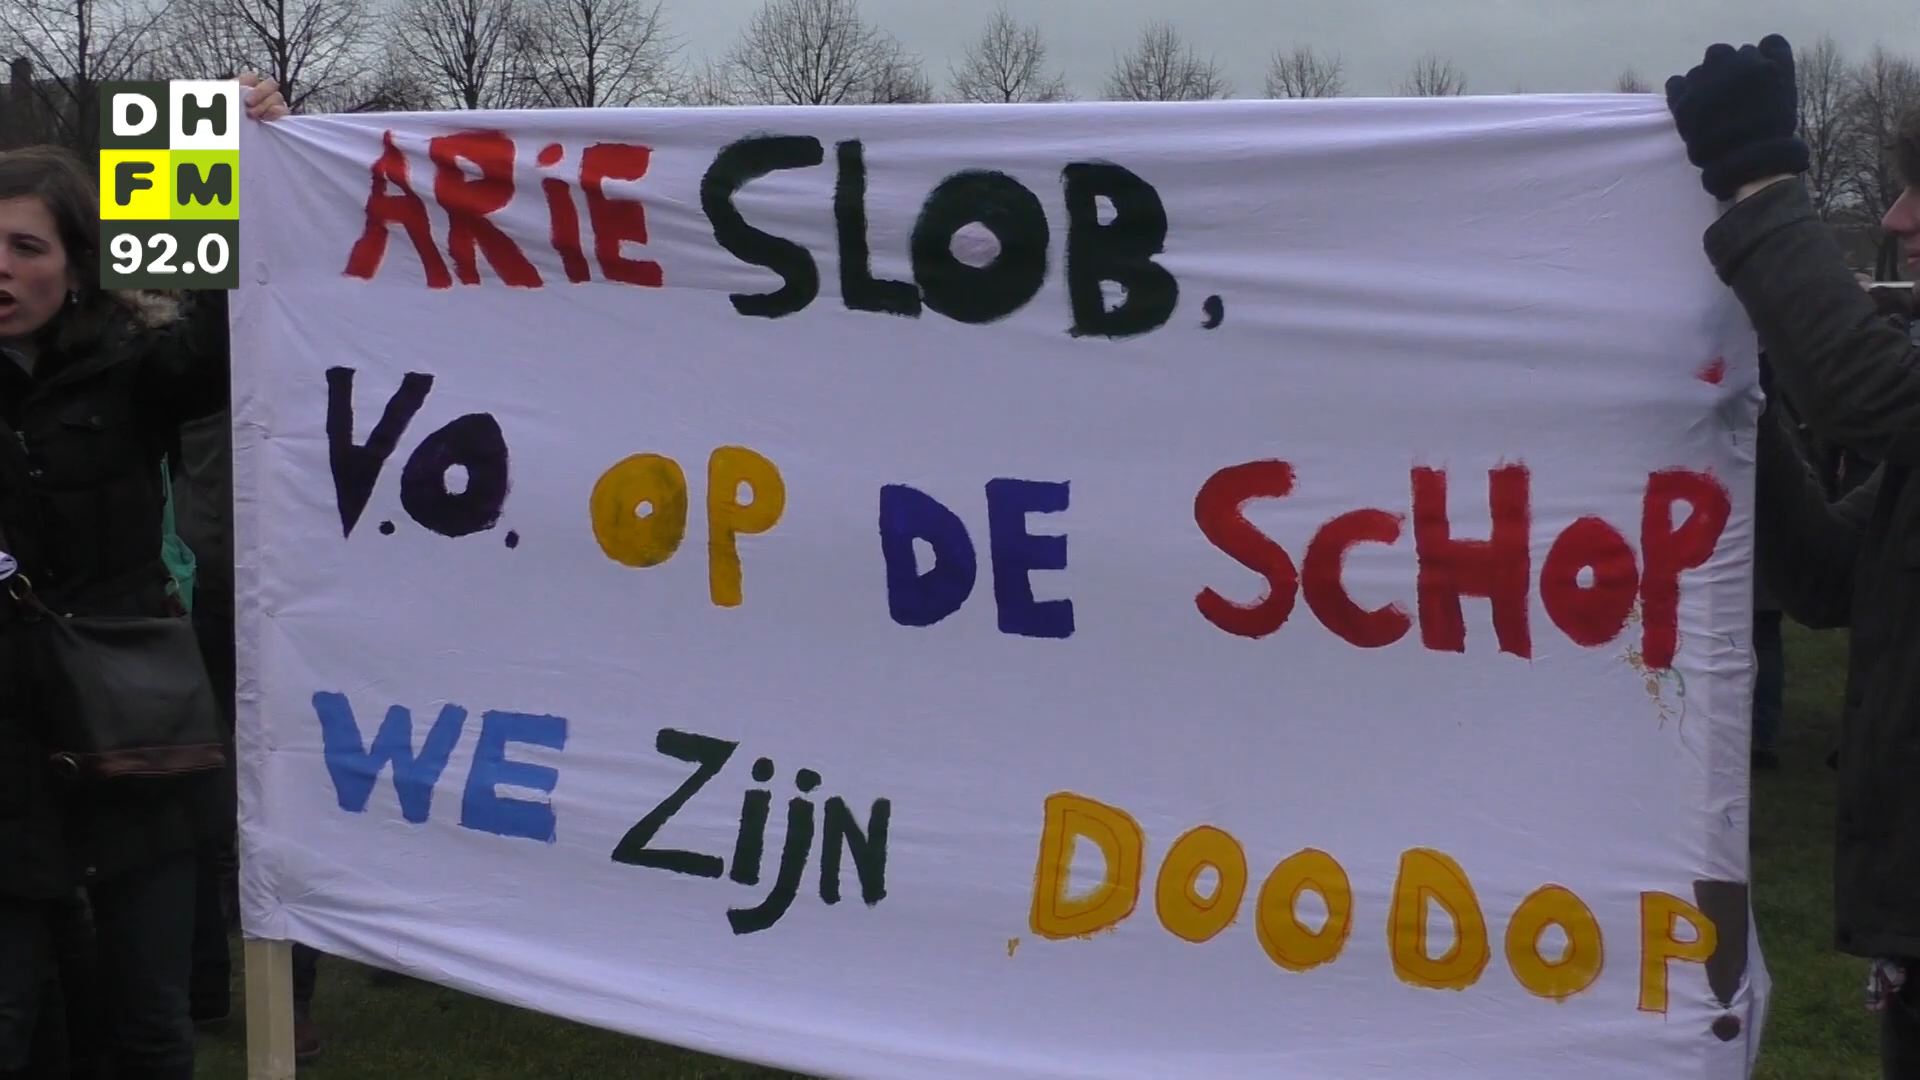 DH
FM
92.0
ARiE SLOB,
V.O. OP DE SCHOP
WE ZijN DOODOP!